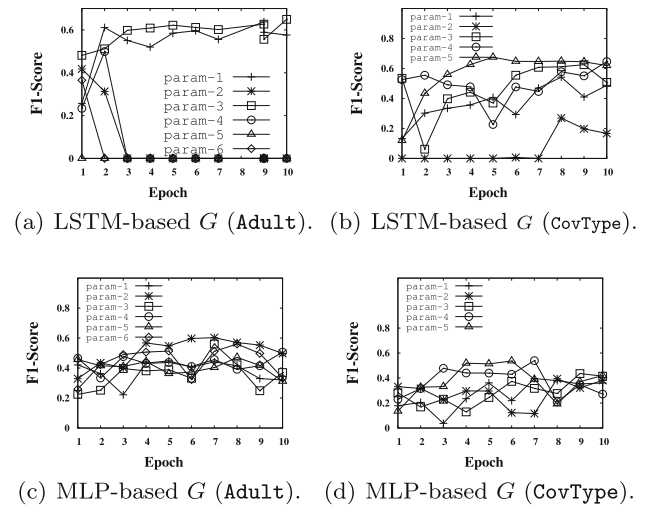 F1-Score
0.6
0.4
0.2
0
param-1
param-2
param-3
param-4
param-5
param-6
1 2 3 4 5 6 7 8 9 10
Epoch
(a) LSTM-based G (Adult).
F1-Score
0.8
0.6
0.4
0.2
0
param-1
param-2
param-3
param-4
param-5
1 2 3 4 5 6 7 8 9 10
Epoch
(b) LSTM-based G (CovType).
F1-Score
0.8
0.6
0.4
0.2
0
param-1
param-2
param-3
param-4
param-5
param-6
1 2 3 4 5 6 7 8 9 10
Epoch
(c) MLP-based G (Adult).
F1-Score
0.8
0.6
0.4
0.2
0
param-1
param-2
param-3
param-4
param-5
1 2 3 4 5 6 7 8 9 10
Epoch
(d) MLP-based G (CovType).